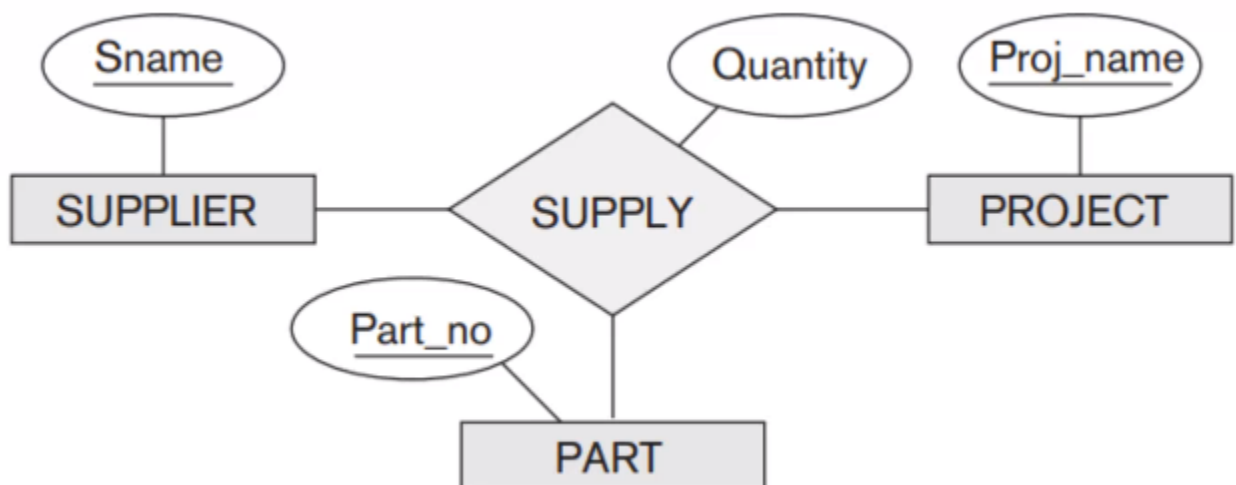 Sname
Quantity
Proj_name
SUPPLIER
SUPPLY
PROJECT
Part_no
PART